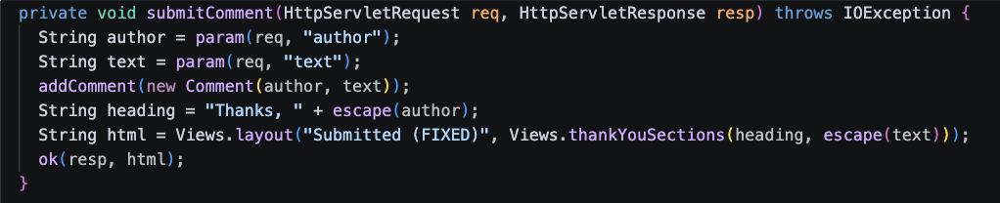 private void submitComment(HttpServletRequest req, HttpServletResponse resp) throws IOException {
String author = param(req, "author");
String text = param(req, "text");
addComment(new Comment(author, text));
String heading = "Thanks, " + escape(author);
String html = Views.layout("Submitted (FIXED)", Views.thankYouSections(heading, escape(text)));
ok(resp, html);
}